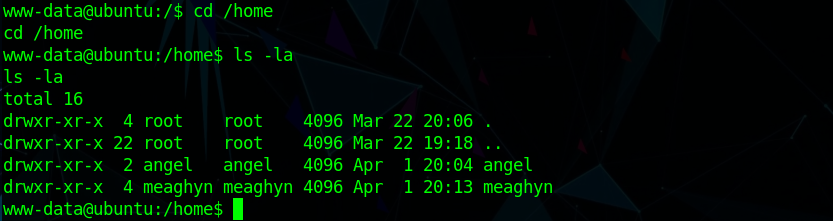 www-data@ubuntu:/$ cd /home
cd /home
www-data@ubuntu:/home$ ls -la
ls -la
total 16
drwxr-xr-x  4 root    root    4096 Mar 22 20:06 .
drwxr-xr-x 22 root    root    4096 Mar 22 19:18 ..
drwxr-xr-x  2 angel   angel   4096 Apr  1 20:04 angel
drwxr-xr-x  4 meaghyn meaghyn 4096 Apr  1 20:13 meaghyn
www-data@ubuntu:/home$